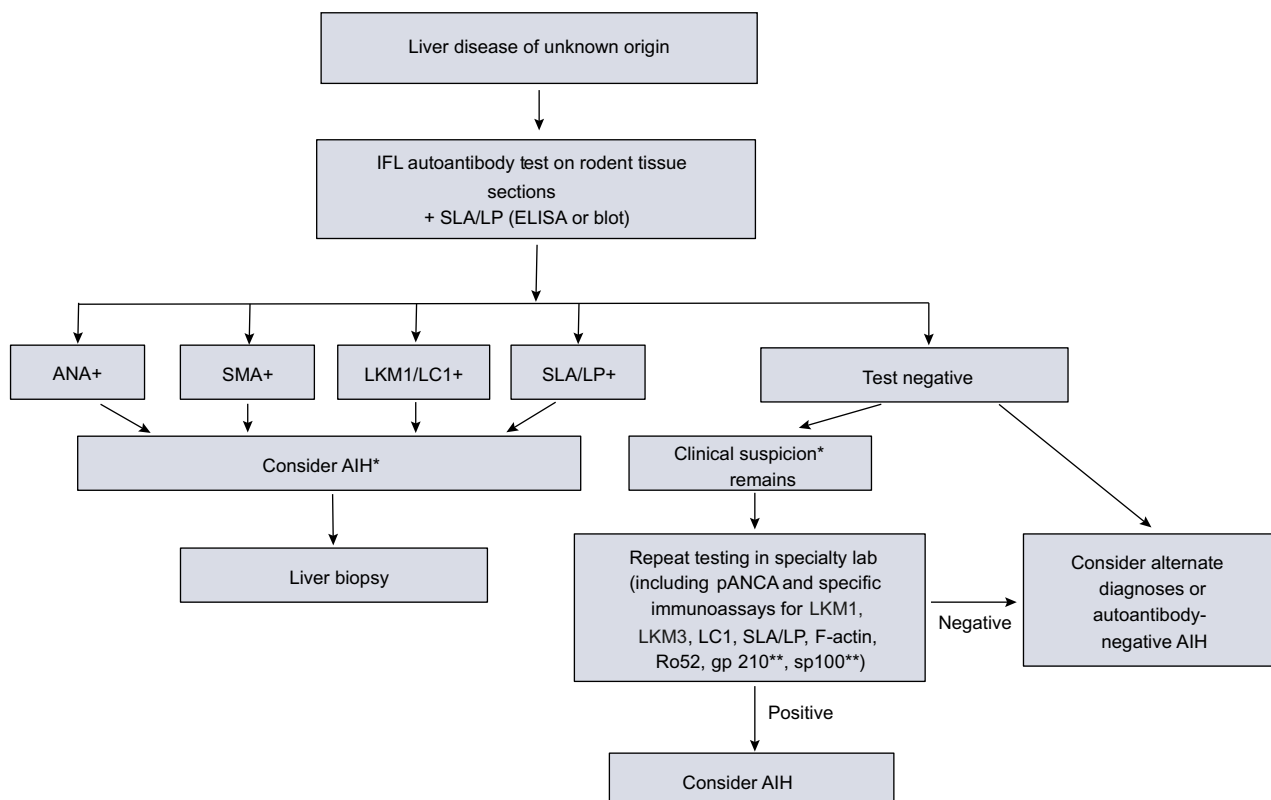 Liver disease of unknown origin
IFL autoantibody test on rodent tissue
sections
+ SLA/LP (ELISA or blot)
ANA+
SMA+
LKM1/LC1+
SLA/LP+
Test negative
Consider AIH*
Clinical suspicion*
remains
Liver biopsy
Repeat testing in specialty lab
(including pANCA and specific
immunoassays for LKM1,
LKM3, LC1, SLA/LP, F-actin,
Ro52, gp 210**, sp100**)
Negative
Consider alternate
diagnoses or
autoantibody-
negative AIH
Positive
Consider AIH